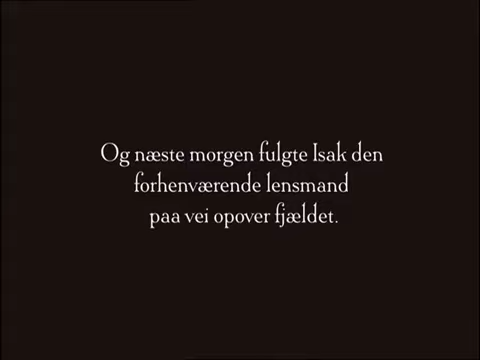 Og næste morgen fulgte Isak den
forhenværende lensmand
paa vei opover fjældet.